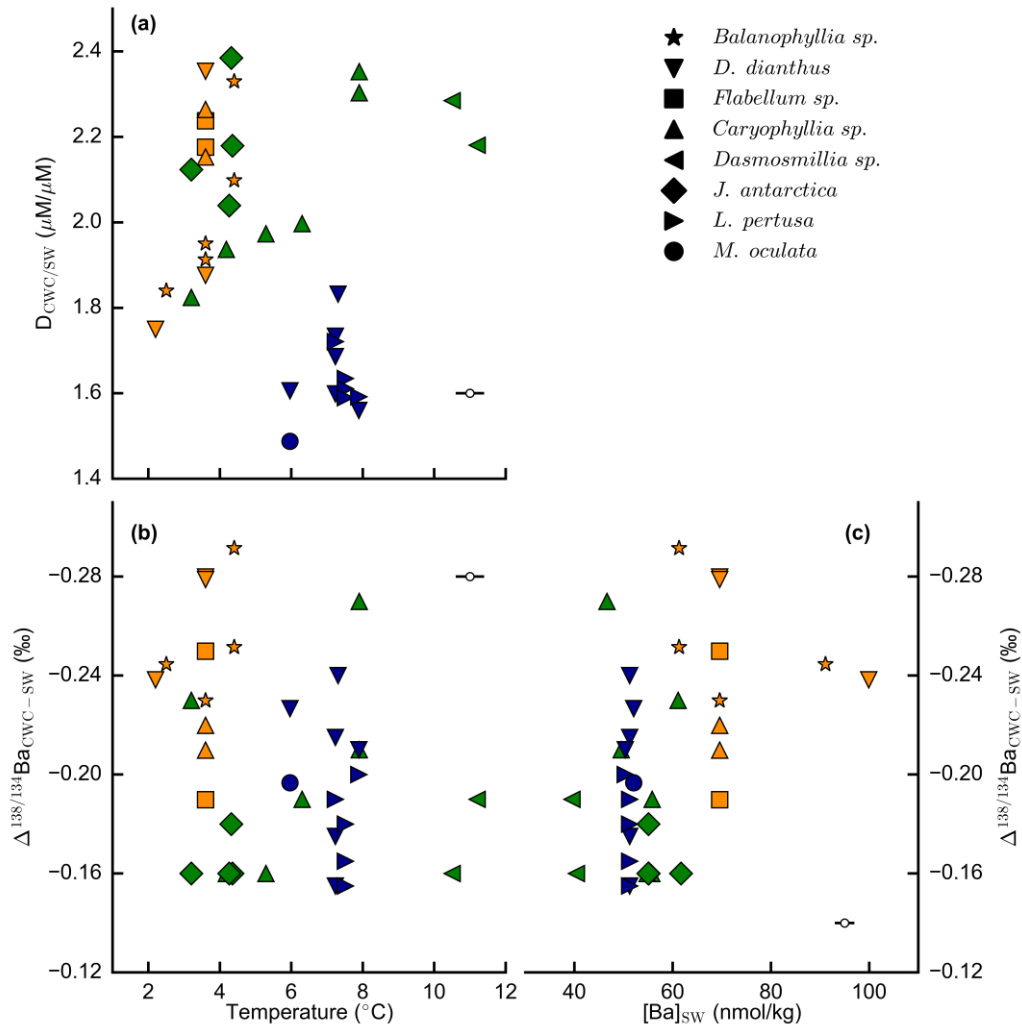 (a)
2.4
2.2
2.0
1.8
1.6
1.4
D_CWC/SW (μM/μM)
Balanophyllia sp.
D. dianthus
Flabellum sp.
Caryophyllia sp.
Dasmosmillia sp.
J. antarctica
L. pertusa
M. oculata
(b)
−0.28
−0.24
−0.20
−0.16
−0.12
Δ^138/134Ba_CWC−SW (‰)
2 4 6 8 10 12
Temperature (°C)
(c)
−0.28
−0.24
−0.20
−0.16
−0.12
Δ^138/134Ba_CWC−SW (‰)
40 60 80 100
[Ba]_SW (nmol/kg)